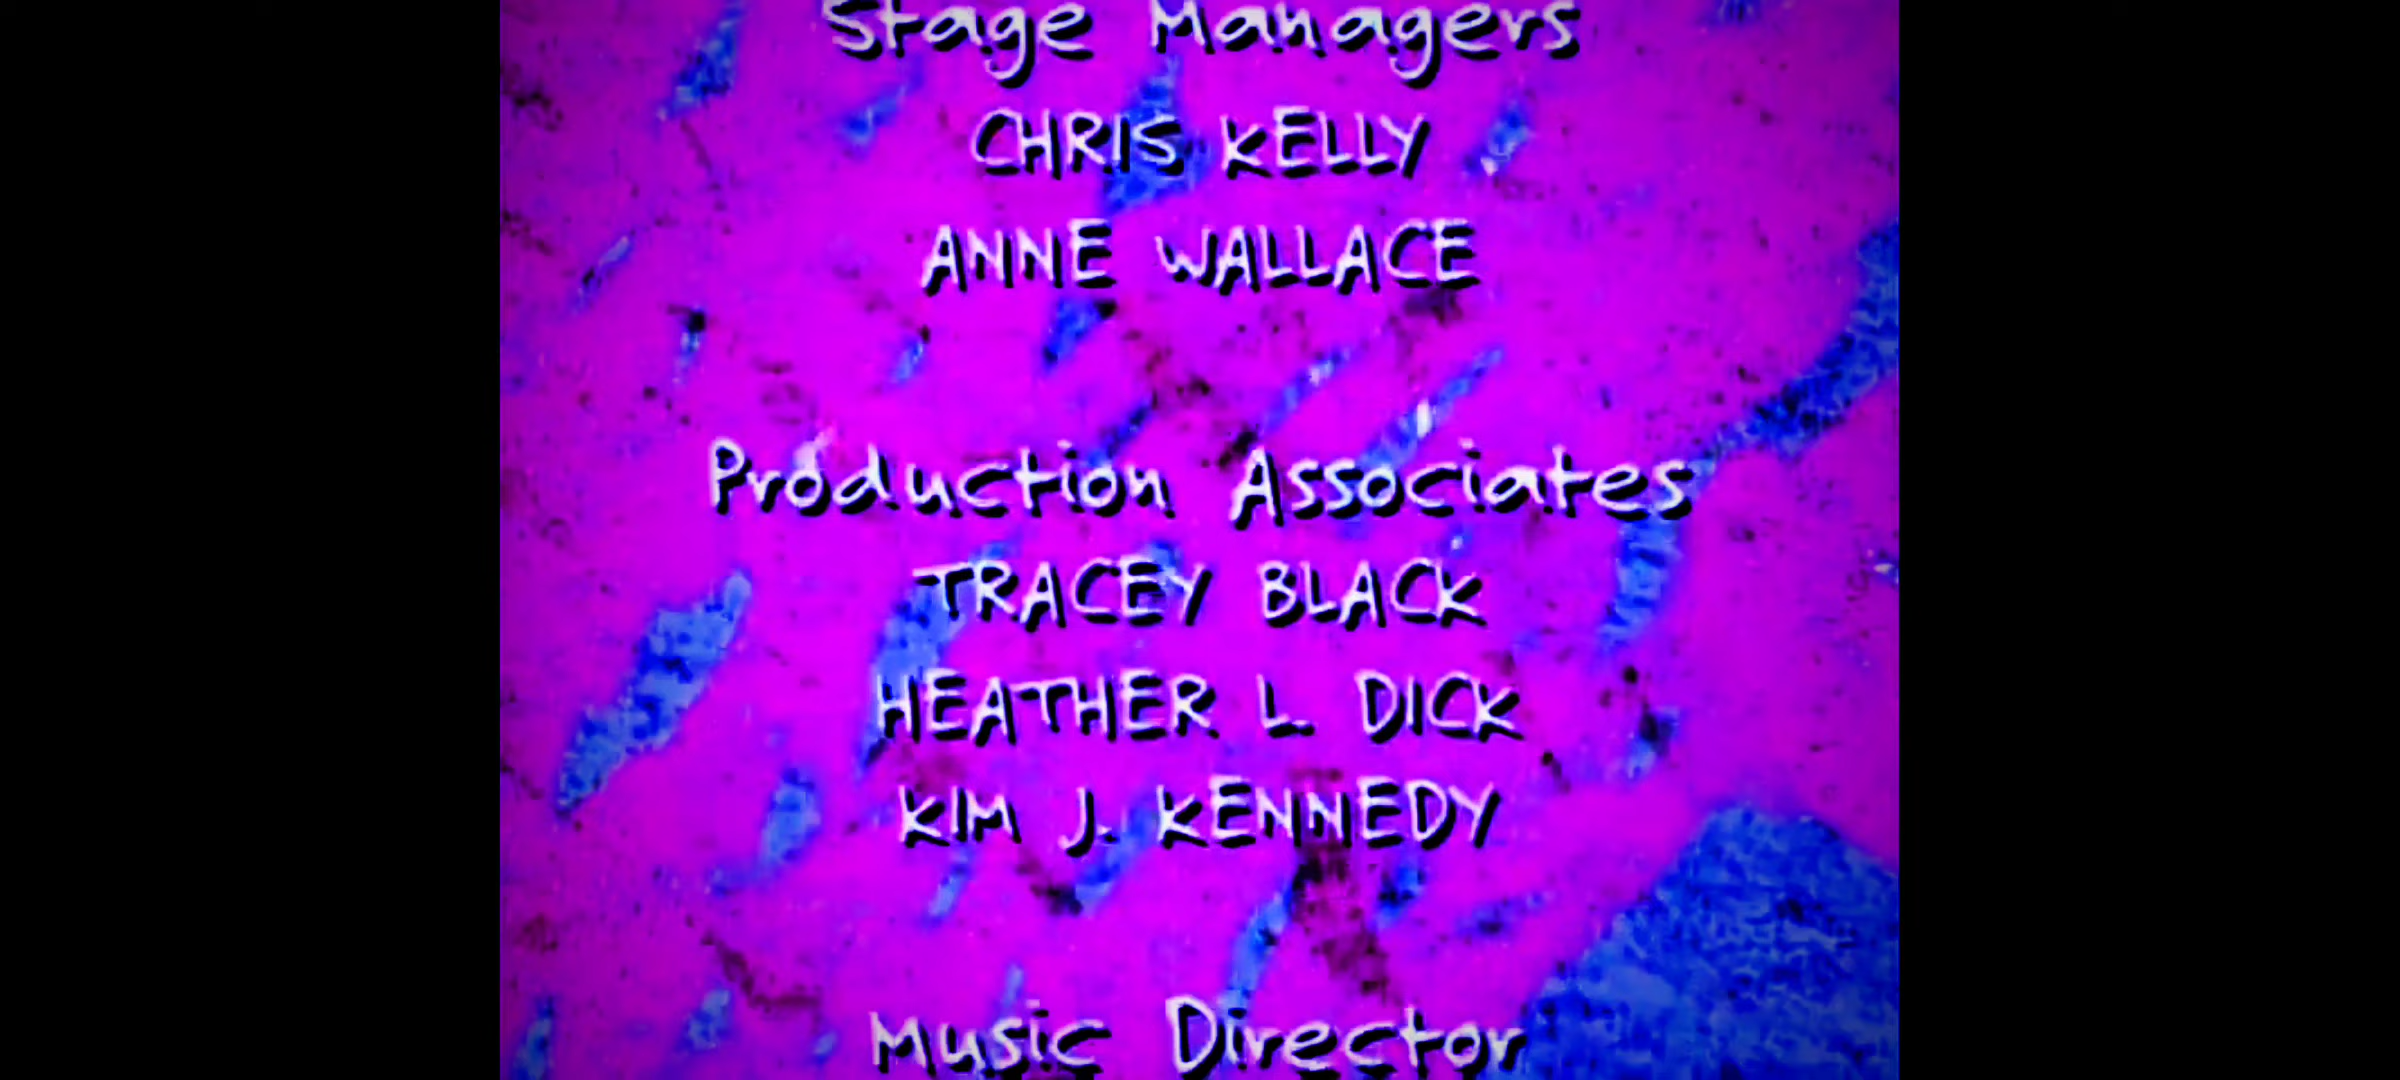 Stage Managers
CHRIS KELLY
ANNE WALLACE
Production Associates
TRACEY BLACK
HEATHER L. DICK
KIM J. KENNEDY
Music Director